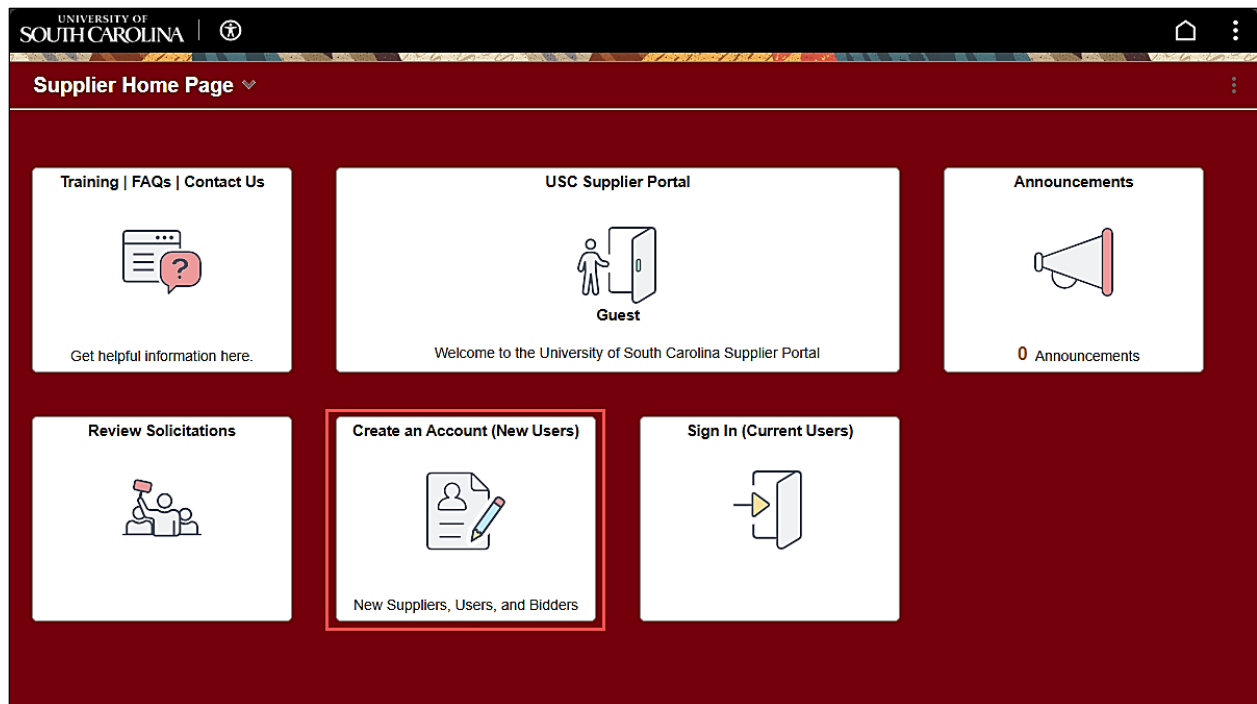 UNIVERSITY OF
SOUTH CAROLINA
Supplier Home Page
Training | FAQs | Contact Us
?
Get helpful information here.
USC Supplier Portal
Guest
Welcome to the University of South Carolina Supplier Portal
Announcements
0 Announcements
Review Solicitations
Create an Account (New Users)
New Suppliers, Users, and Bidders
Sign In (Current Users)